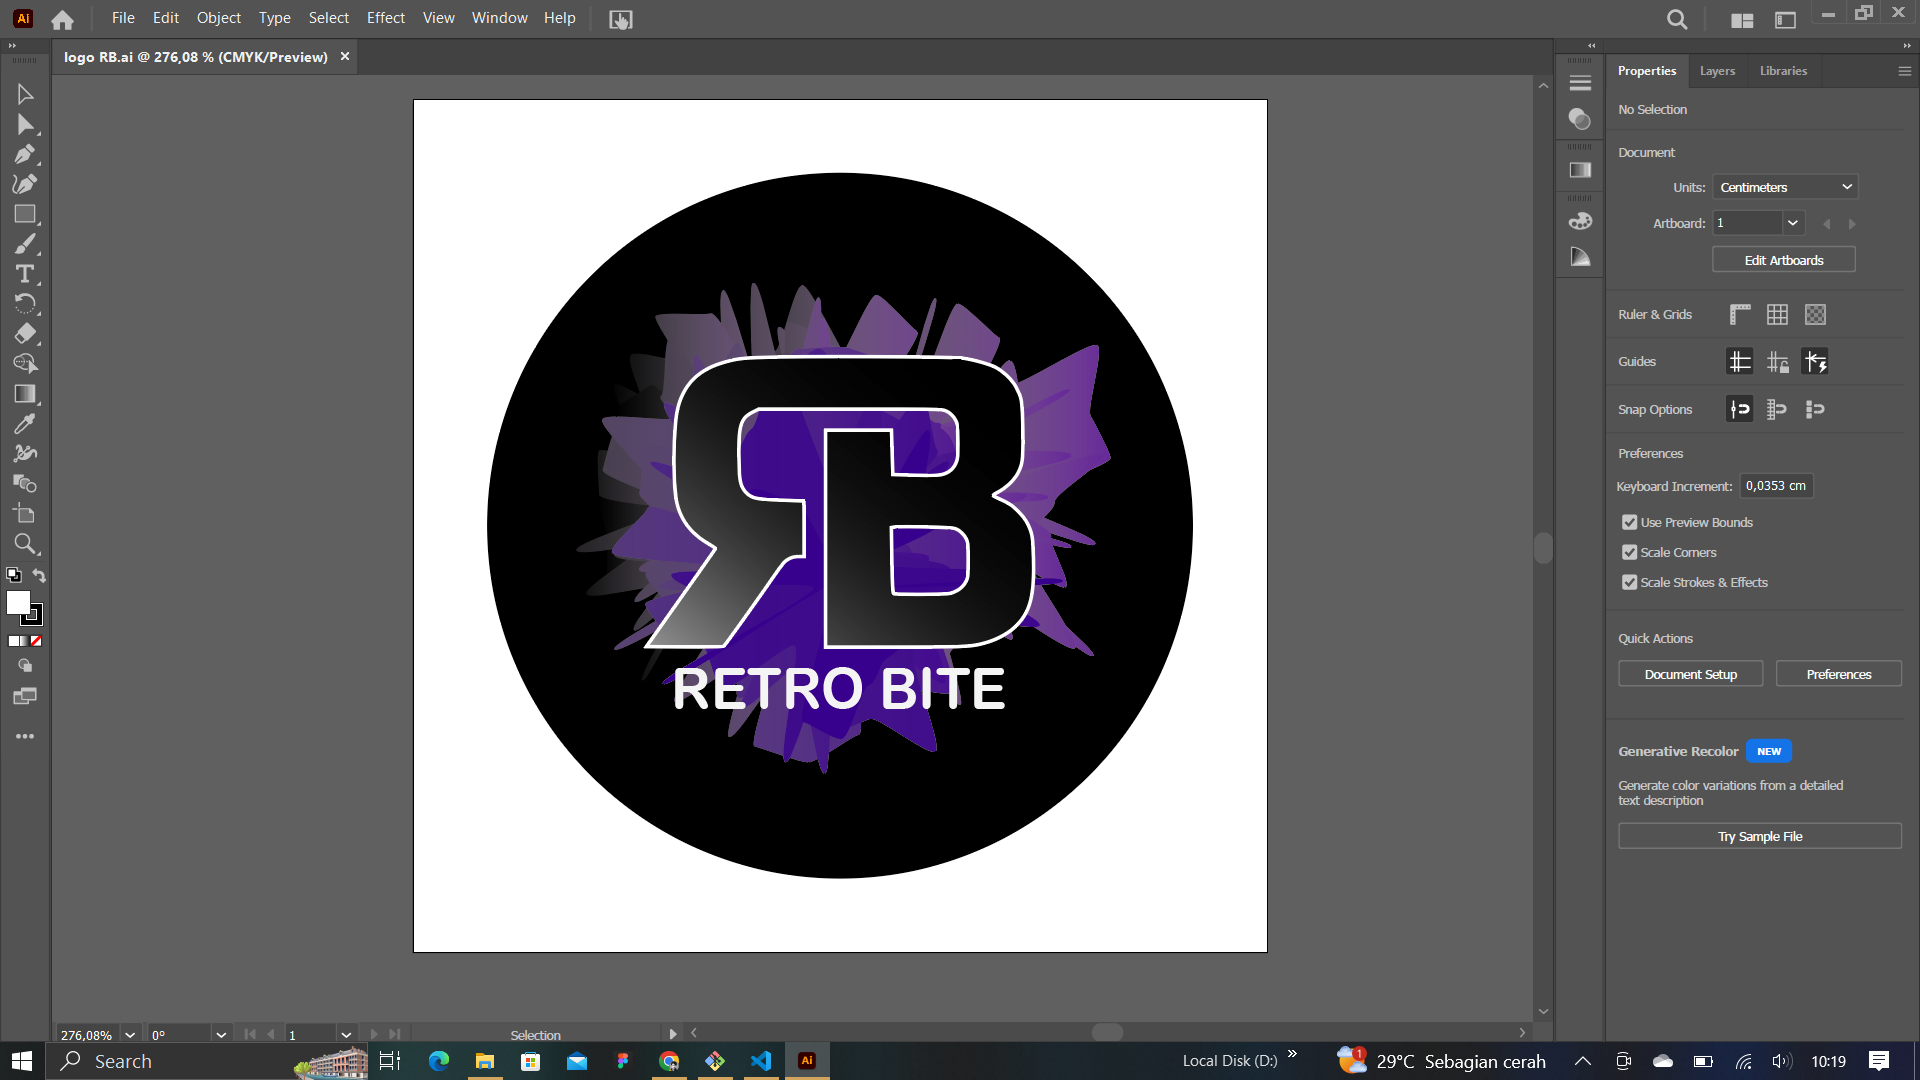 Ai File Edit Object Type Select Effect View Window Help
logo RB.ai @ 276,08 % (CMYK/Preview) ×
Properties Layers Libraries
No Selection
Document
Units: Centimeters
Artboard: 1
Edit Artboards
Ruler & Grids
Guides
Snap Options
Preferences
Keyboard Increment: 0,0353 cm
Use Preview Bounds
Scale Corners
Scale Strokes & Effects
Quick Actions
Document Setup Preferences
Generative Recolor NEW
Generate color variations from a detailed
text description
Try Sample File
RB
RETRO BITE
276,08% 0° 1 Selection
Search Ai Local Disk (D:) » 1 29°C Sebagian cerah 10:19